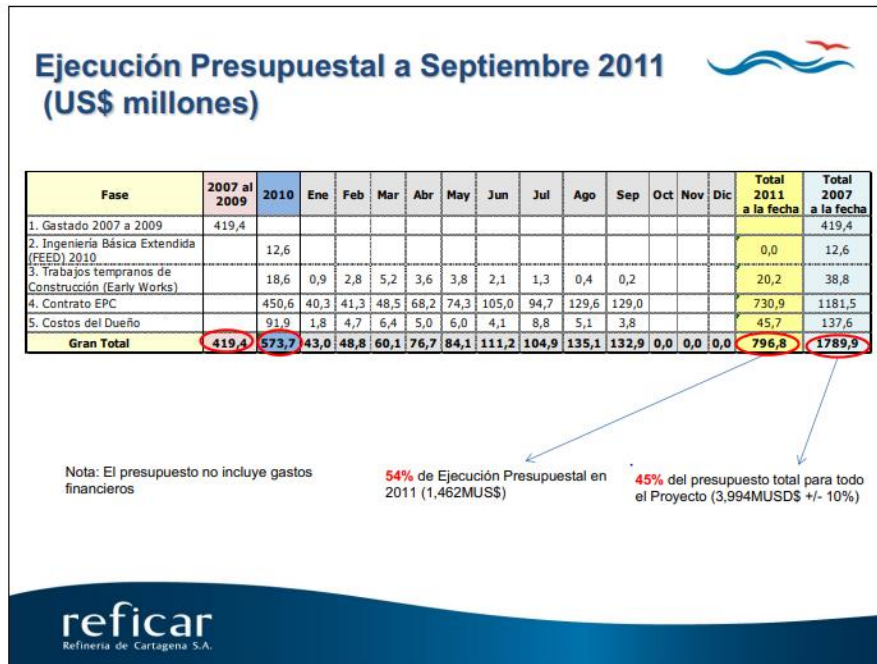 Ejecución Presupuestal a Septiembre 2011
(US$ millones)
Fase 2007 al 2009 2010 Ene Feb Mar Abr May Jun Jul Ago Sep Oct Nov Dic Total 2011 a la fecha Total 2007 a la fecha
1. Gastado 2007 a 2009 419,4 419,4
2. Ingeniería Básica Extendida (FEED) 2010 12,6 0,0 12,6
3. Trabajos tempranos de Construcción (Early Works) 18,6 0,9 2,8 5,2 3,6 3,8 2,1 1,3 0,4 0,2 20,2 38,8
4. Contrato EPC 450,6 40,3 41,3 48,5 68,2 74,3 105,0 94,7 129,6 129,0 730,9 1181,5
5. Costos del Dueño 91,9 1,8 4,7 6,4 5,0 6,0 4,1 8,8 5,1 3,8 45,7 137,6
Gran Total 419,4 573,7 43,0 48,8 60,1 76,7 84,1 111,2 104,9 135,1 132,9 0,0 0,0 0,0 796,8 1789,9
Nota: El presupuesto no incluye gastos
financieros
54% de Ejecución Presupuestal en
2011 (1,462MUS$)
45% del presupuesto total para todo
el Proyecto (3,994MUSD$ +/- 10%)
reficar
Refinería de Cartagena S.A.